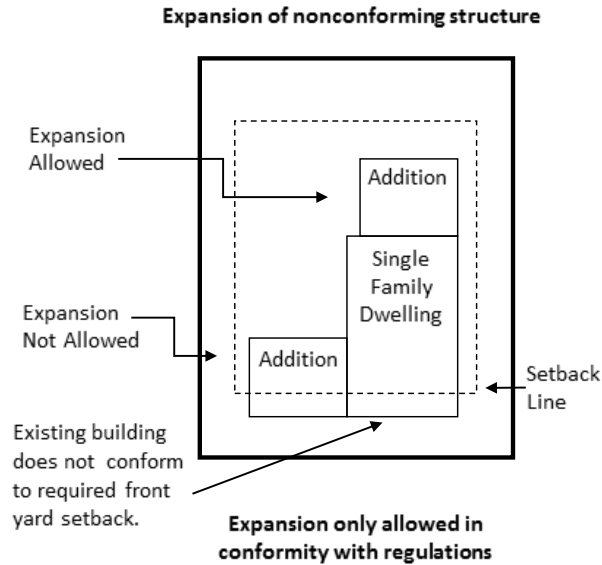 Expansion of nonconforming structure
Expansion
Allowed
Addition
Single
Family
Dwelling
Expansion
Not Allowed
Addition
Setback
Line
Existing building
does not conform
to required front
yard setback.
Expansion only allowed in
conformity with regulations